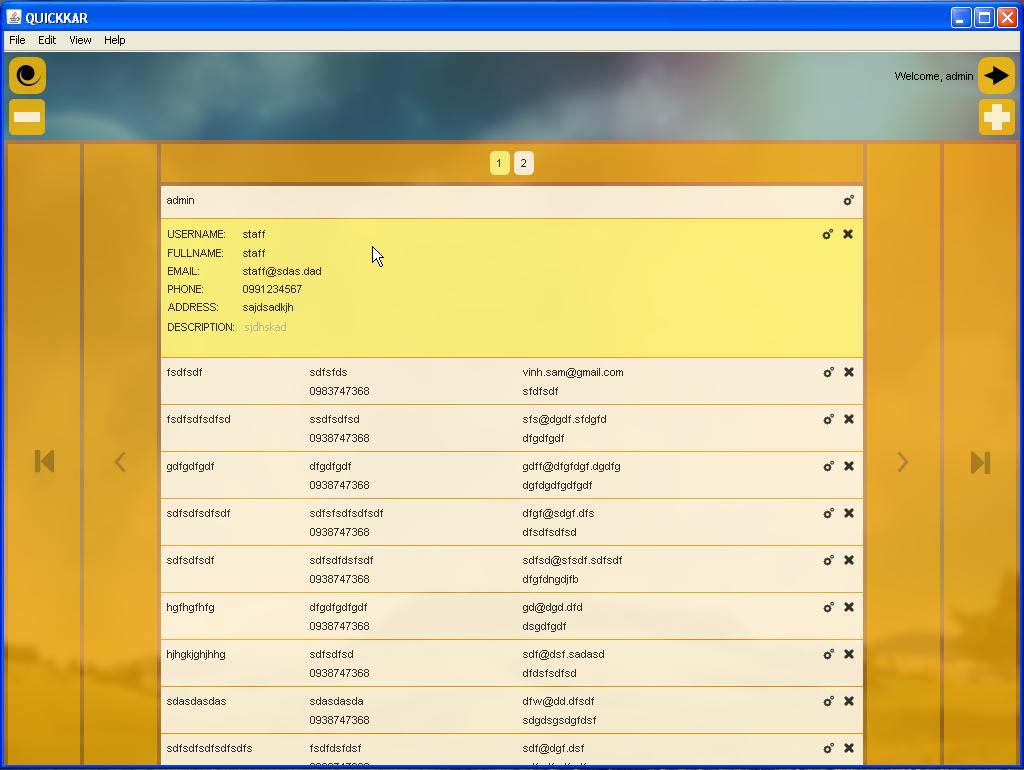 QUICKKAR
File Edit View Help
Welcome, admin
1 2
admin
USERNAME: staff
FULLNAME: staff
EMAIL: staff@sdas.dad
PHONE: 0991234567
ADDRESS: sajdsadkjh
DESCRIPTION: sjdhskad
fsdfsdf sdfsfds vinh.sam@gmail.com
0983747368 sfdfsdf
fsdfsdfsdfsd ssdfsdfsd sfs@dgdf.sfdgfd
0938747368 dfgdfgdf
gdfgdfgdf dfgdfgdf gdff@dfgfdgf.dgdfg
0938747368 dgfdgdfgdfgdf
sdfsdfsdfsdf sdfsfsdfsdfsdf dfgf@sdgf.dfs
0938747368 dfsdfsdfsd
sdfsdfsdf sdfsdfdsfsdf sdfsd@sfsdf.sdfsdf
0938747368 dfgfdngdjfb
hgfhgfhfg dfgdfgdfgdf gd@dgd.dfd
0938747368 dsgdfgdf
hjhgkjghjhhg sdfsdfsd sdf@dsf.sadasd
0938747368 dfdsfsdfsd
sdasdasdas sdasdasda dfw@dd.dfsdf
0938747368 sdgdsgsdgfdsf
sdfsdfsdfsdfsdfs fsdfdsfdsf sdf@dgf.dsf